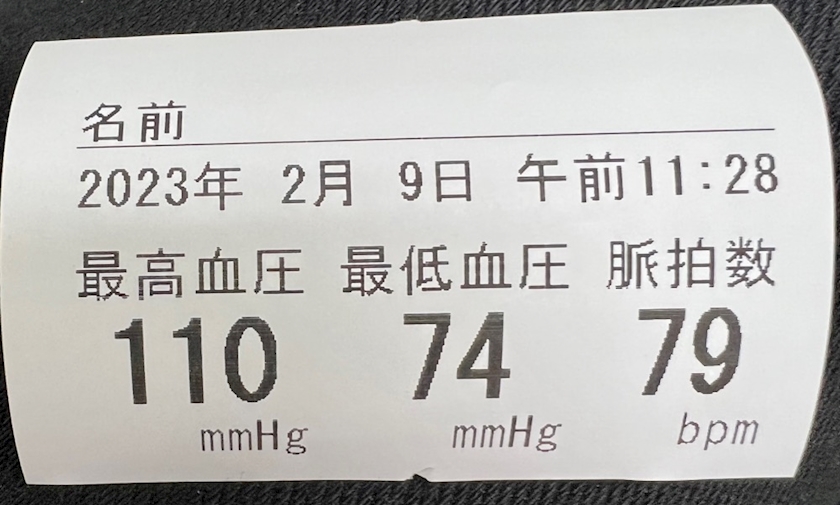 名前
2023年 2月 9日 午前11:28
最高血圧 最低血圧 脈拍数
110 74 79
mmHg mmHg bpm